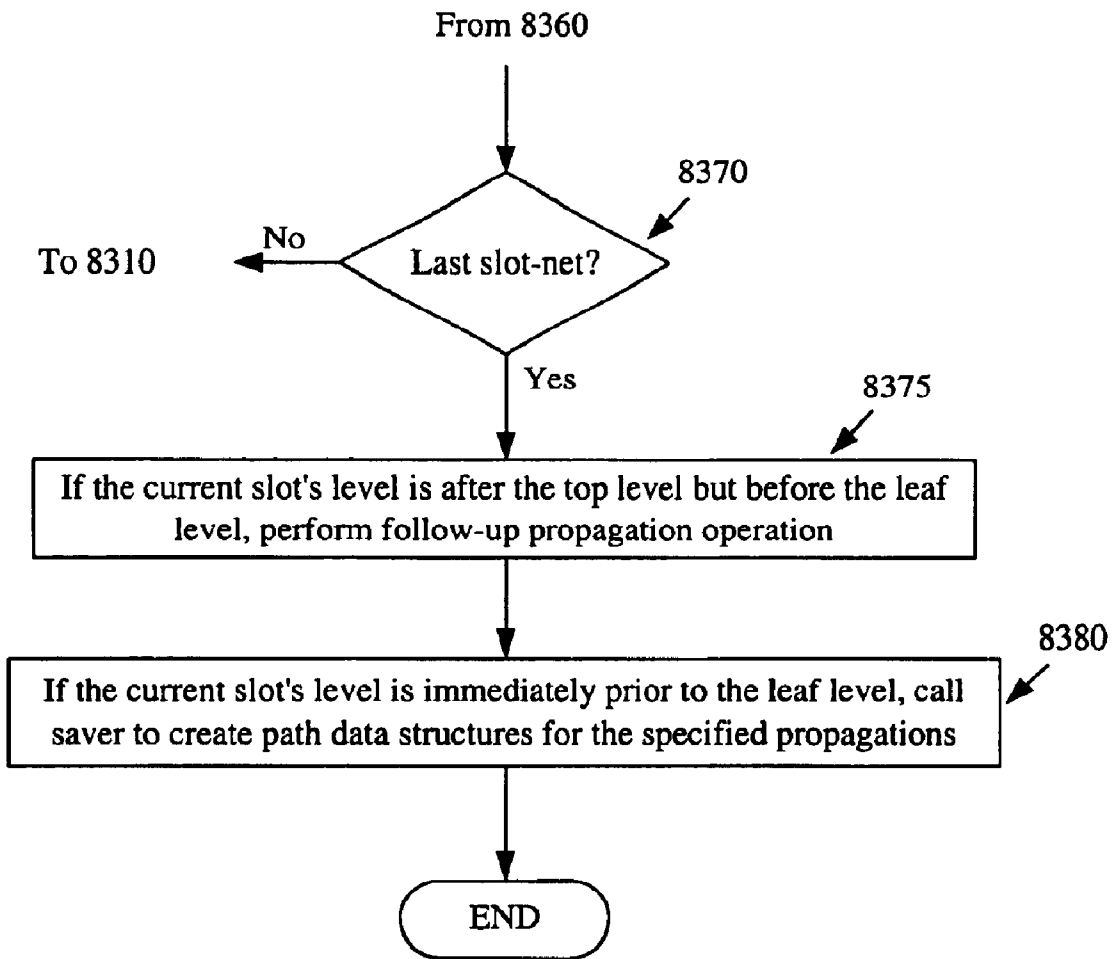 From 8360
8370
No
To 8310
Last slot-net?
Yes
8375
If the current slot's level is after the top level but before the leaf
level, perform follow-up propagation operation
8380
If the current slot's level is immediately prior to the leaf level, call
saver to create path data structures for the specified propagations
END